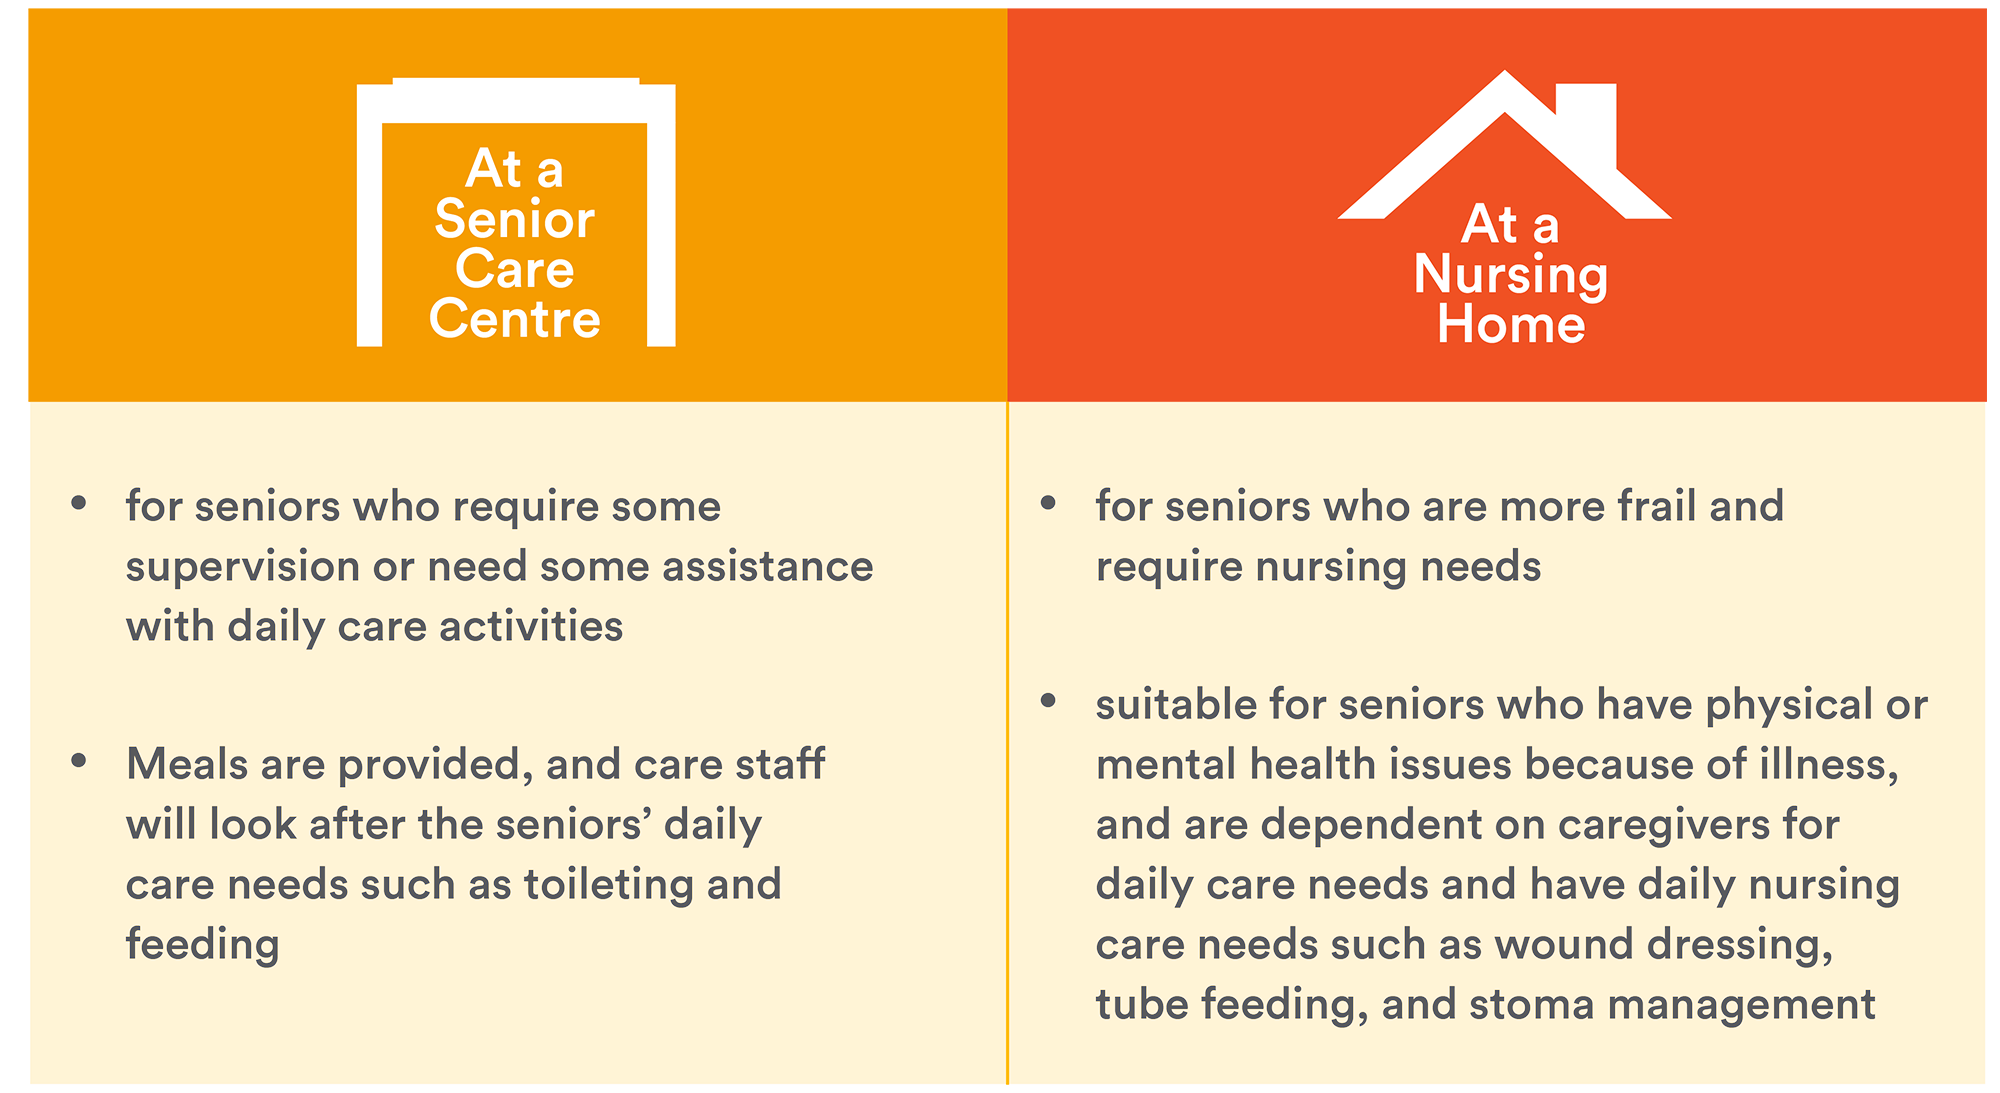 At a
Senior
Care
Centre
At a
Nursing
Home
• for seniors who require some
supervision or need some assistance
with daily care activities
• Meals are provided, and care staff
will look after the seniors’ daily
care needs such as toileting and
feeding
• for seniors who are more frail and
require nursing needs
• suitable for seniors who have physical or
mental health issues because of illness,
and are dependent on caregivers for
daily care needs and have daily nursing
care needs such as wound dressing,
tube feeding, and stoma management